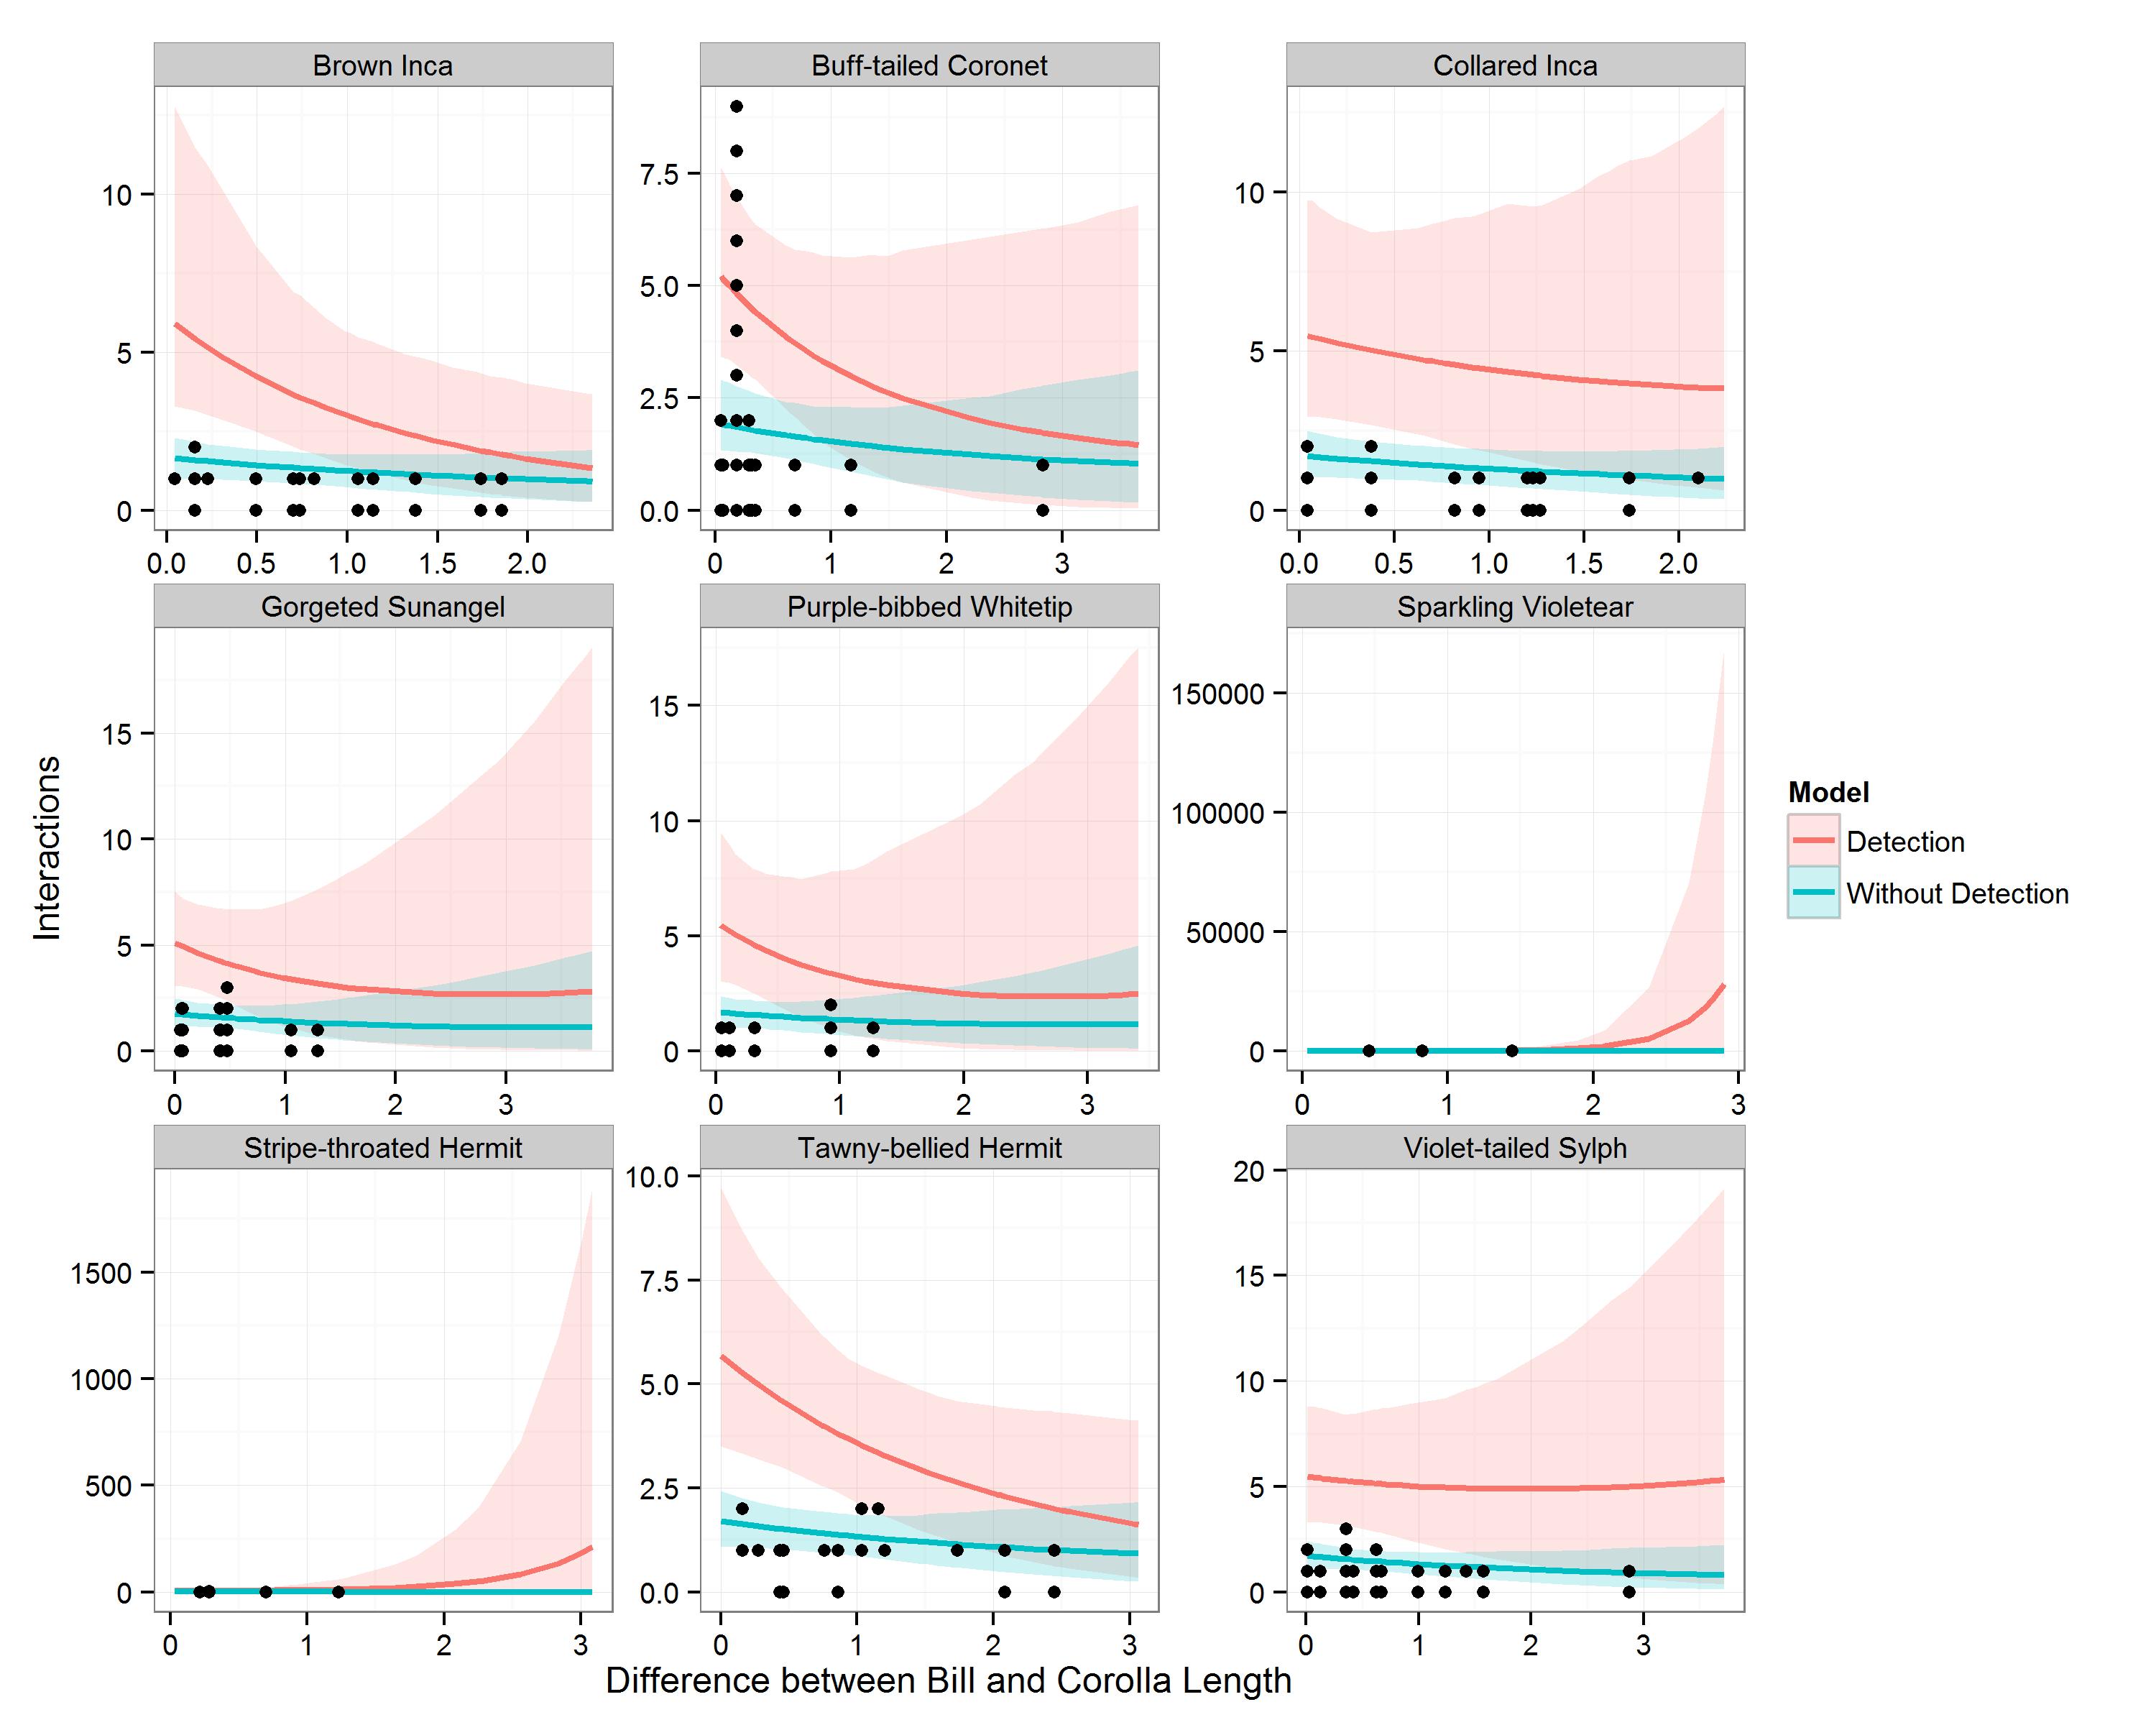 Brown Inca
Buff-tailed Coronet
Collared Inca
10
5
0
0.0 0.5 1.0 1.5 2.0
7.5
5.0
2.5
0.0
0 1 2 3
10
5
0
0.0 0.5 1.0 1.5 2.0
Gorgeted Sunangel
Purple-bibbed Whitetip
Sparkling Violetear
15
10
5
0
0 1 2 3
15
10
5
0
0 1 2 3
150000
100000
50000
0
0 1 2 3
Stripe-throated Hermit
Tawny-bellied Hermit
Violet-tailed Sylph
1500
1000
500
0
0 1 2 3
10.0
7.5
5.0
2.5
0.0
0 1 2 3
20
15
10
5
0
0 1 2 3
Interactions
Difference between Bill and Corolla Length
Model
Detection
Without Detection